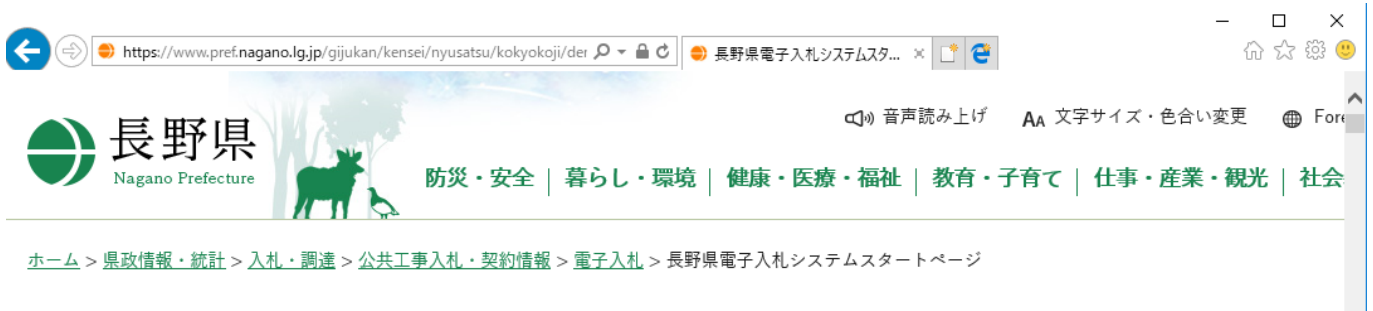 https://www.pref.nagano.lg.jp/gijukan/kensei/nyusatsu/kokyokoji/der
長野県電子入札システムスタ...
音声読み上げ
AA 文字サイズ・色合い変更
Fore
長野県
Nagano Prefecture
防災・安全 | 暮らし・環境 | 健康・医療・福祉 | 教育・子育て | 仕事・産業・観光 | 社会
ホーム > 県政情報・統計 > 入札・調達 > 公共工事入札・契約情報 > 電子入札 > 長野県電子入札システムスタートページ